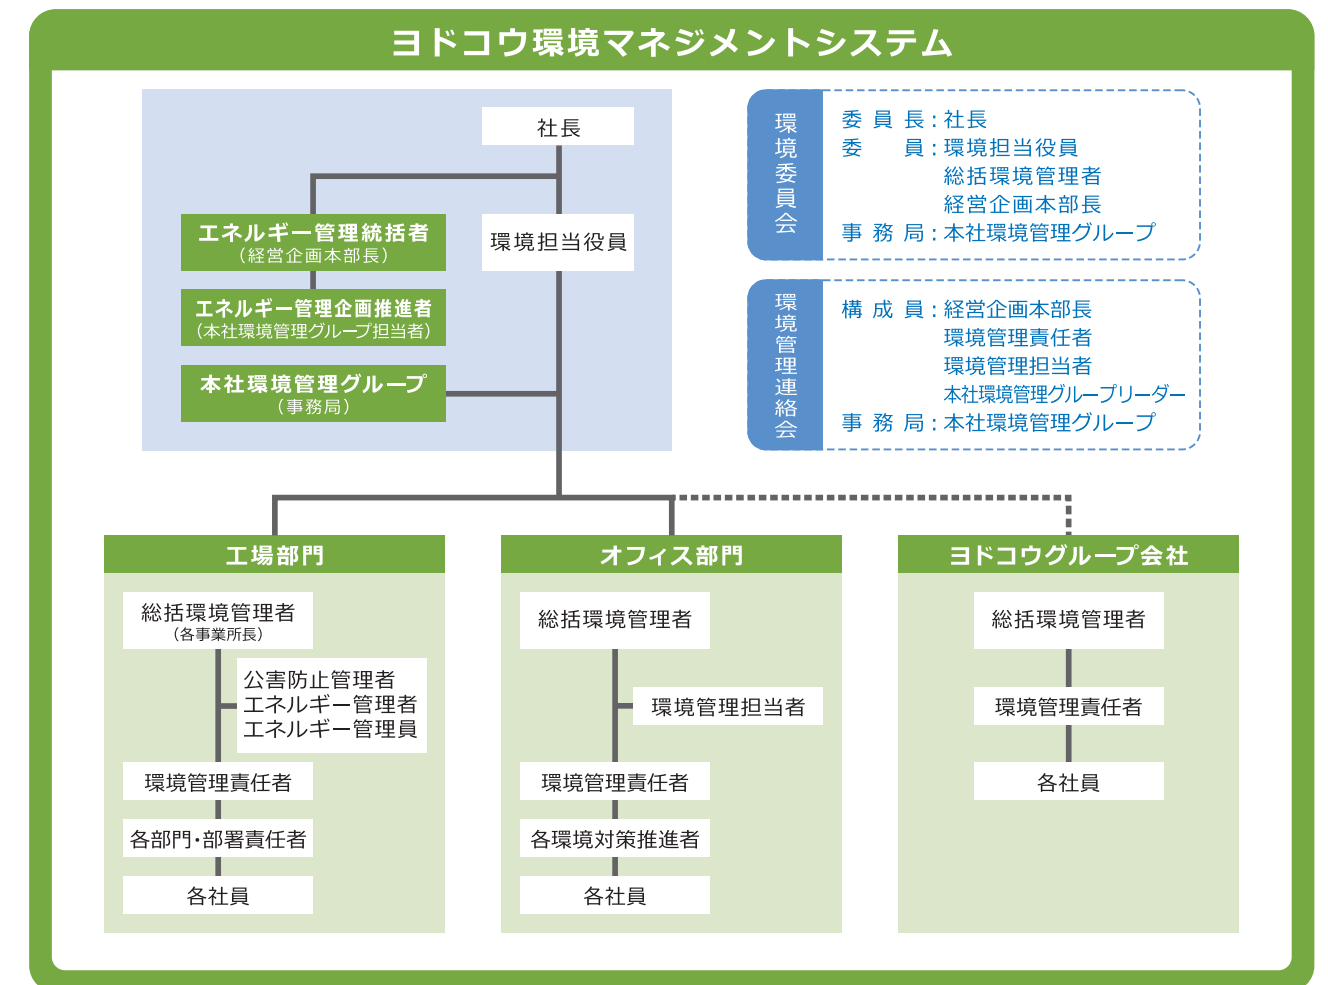 ヨドコウ環境マネジメントシステム
社長
エネルギー管理統括者
（経営企画本部長）
環境担当役員
エネルギー管理企画推進者
（本社環境管理グループ担当者）
本社環境管理グループ
（事務局）
環境委員会
委員長：社長
委員：環境担当役員
総括環境管理者
経営企画本部長
事務局：本社環境管理グループ
環境管理連絡会
構成員：経営企画本部長
環境管理責任者
環境管理担当者
本社環境管理グループリーダー
事務局：本社環境管理グループ
工場部門
総括環境管理者
（各事業所長）
公害防止管理者
エネルギー管理者
エネルギー管理員
環境管理責任者
各部門・部署責任者
各社員
オフィス部門
総括環境管理者
環境管理担当者
環境管理責任者
各環境対策推進者
各社員
ヨドコウグループ会社
総括環境管理者
環境管理責任者
各社員